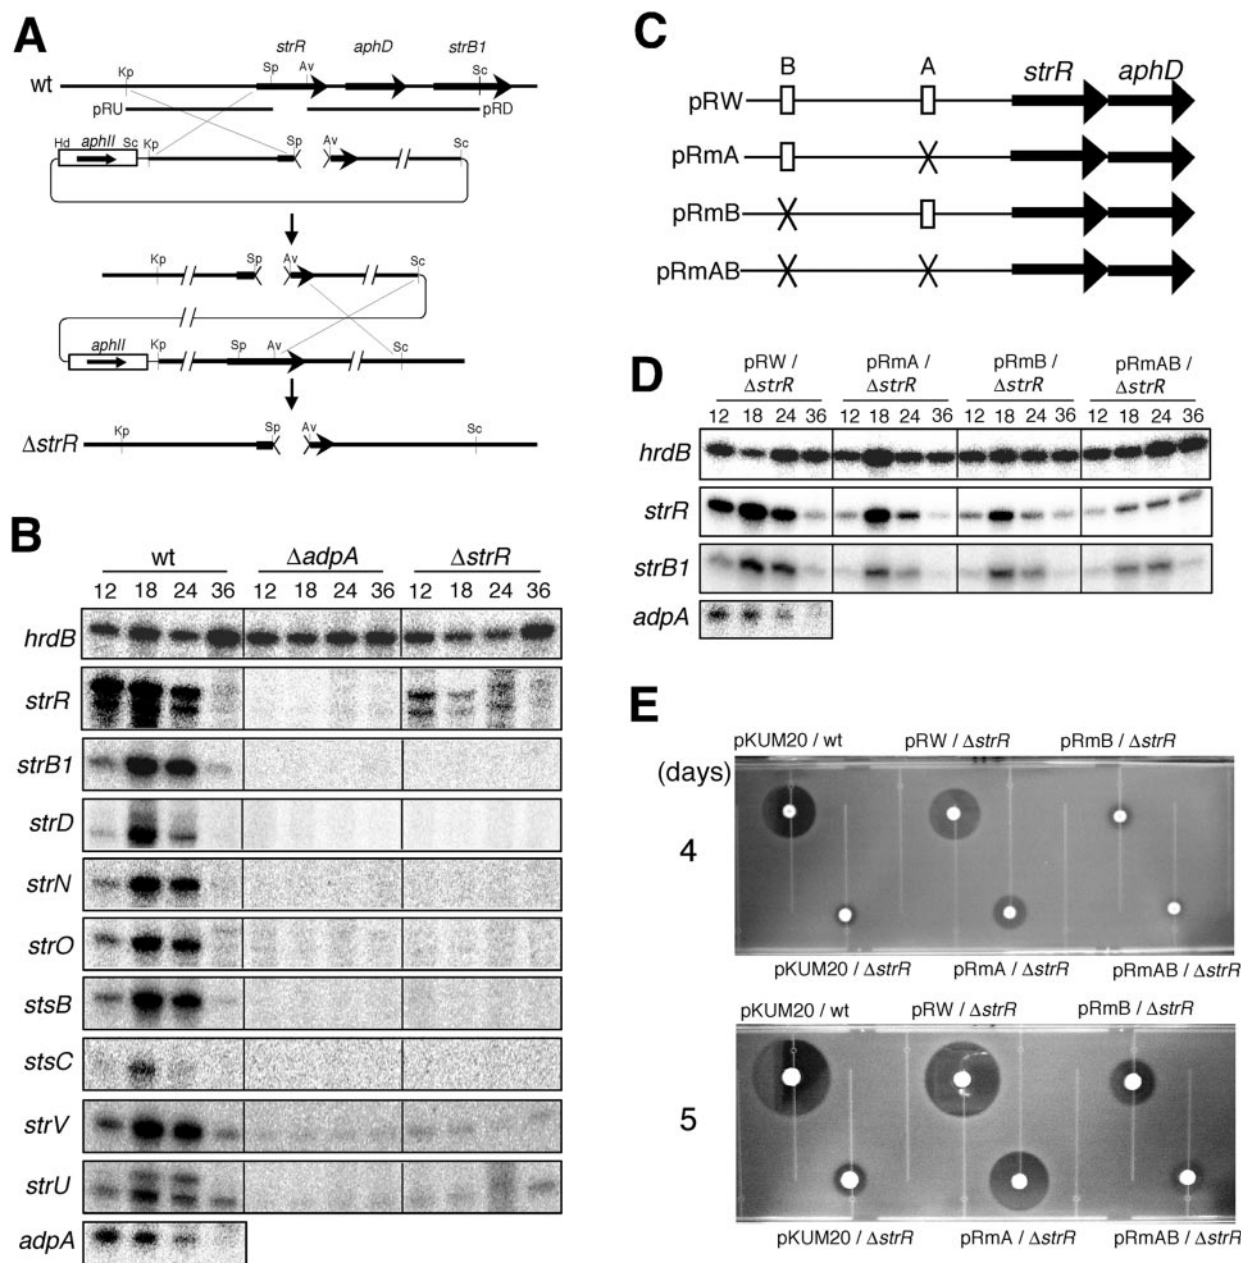 A
strR aphD strB1
Kp Sp Av Sc
wt
pRU pRD
Hd aphII Sc Kp Sp Av Sc
Kp Sp Av Sc
aphII Kp Sp Av Sc
ΔstrR Kp Sp Av Sc
B
wt ΔadpA ΔstrR
12 18 24 36 12 18 24 36 12 18 24 36
hrdB
strR
strB1
strD
strN
strO
stsB
stsC
strV
strU
adpA
C
B A strR aphD
pRW
pRmA
pRmB
pRmAB
D
pRW / pRmA / pRmB / pRmAB /
ΔstrR ΔstrR ΔstrR ΔstrR
12 18 24 36 12 18 24 36 12 18 24 36 12 18 24 36
hrdB
strR
strB1
adpA
E
pKUM20 / wt pRW / ΔstrR pRmB / ΔstrR
(days)
4
pKUM20 / ΔstrR pRmA / ΔstrR pRmAB / ΔstrR
pKUM20 / wt pRW / ΔstrR pRmB / ΔstrR
5
pKUM20 / ΔstrR pRmA / ΔstrR pRmAB / ΔstrR